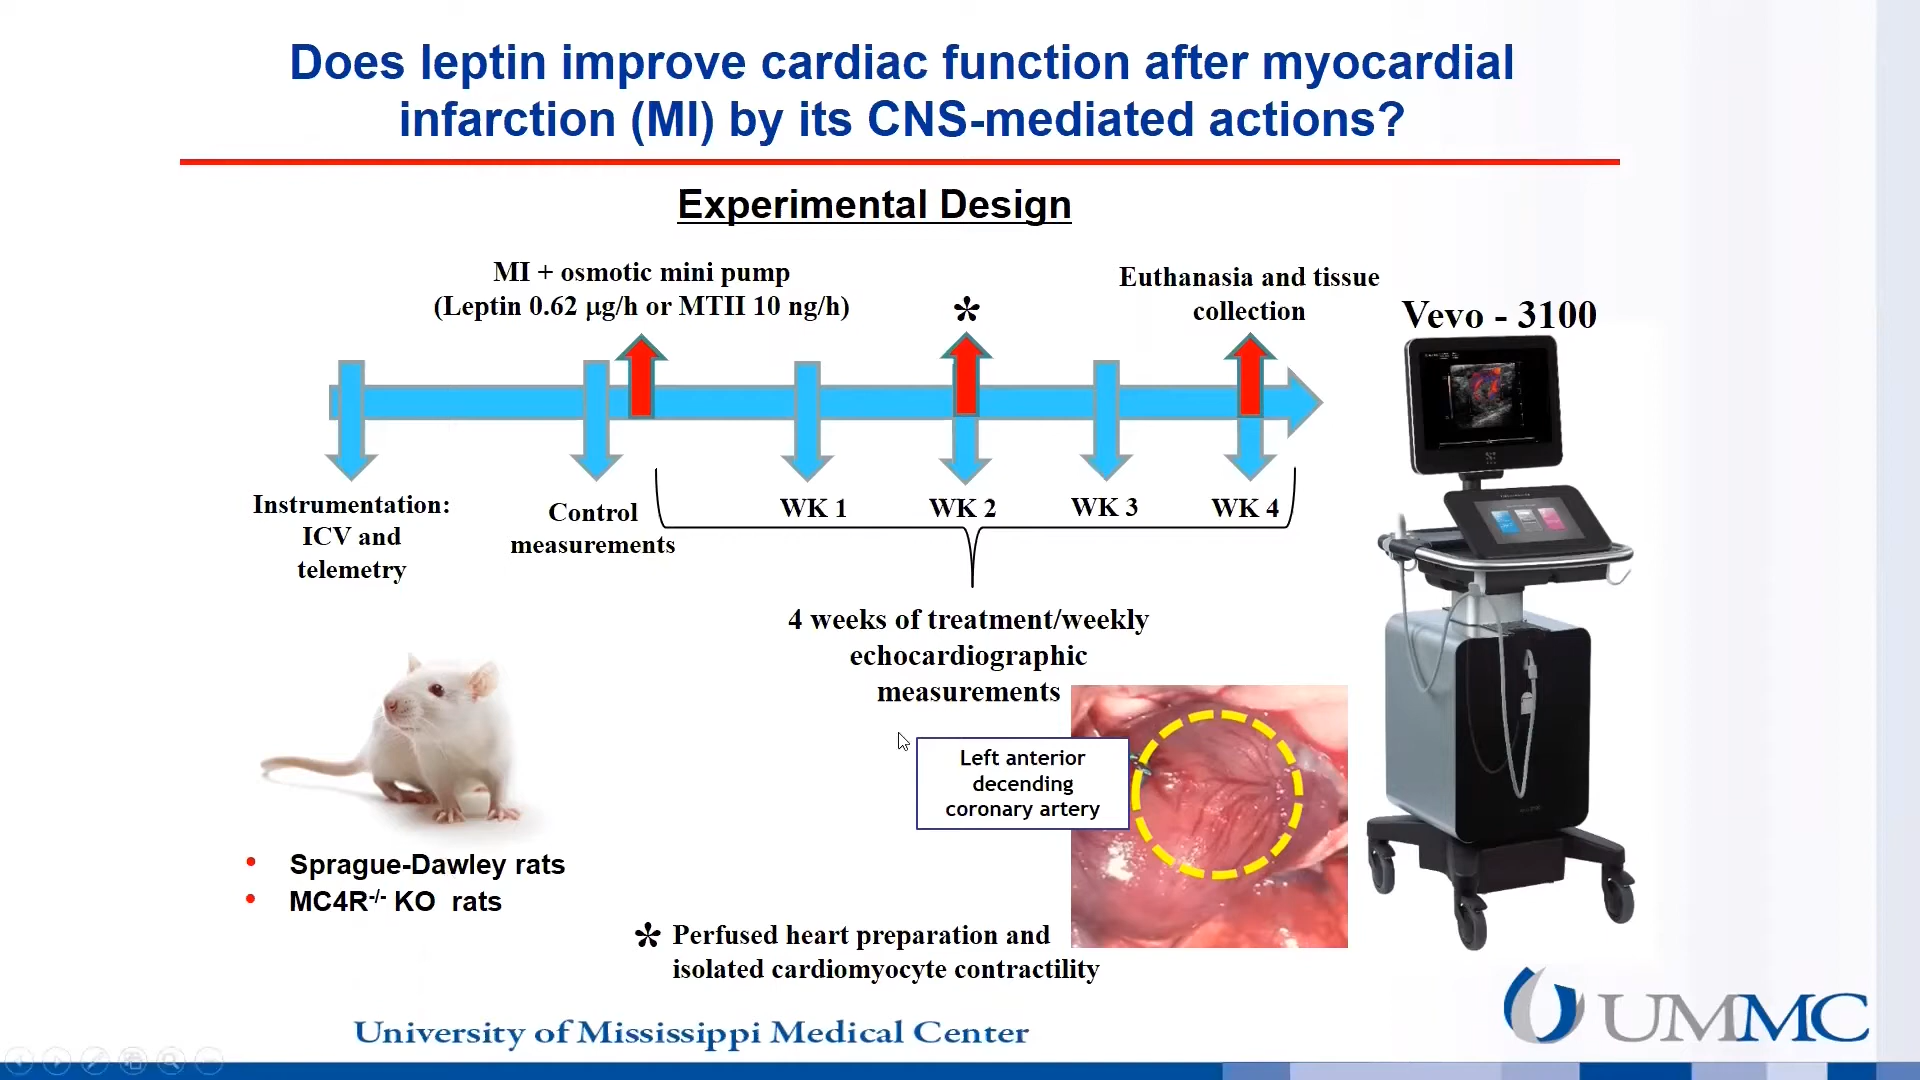 Does leptin improve cardiac function after myocardial
infarction (MI) by its CNS-mediated actions?
Experimental Design
MI + osmotic mini pump
(Leptin 0.62 µg/h or MTII 10 ng/h)
*
Euthanasia and tissue
collection
Vevo - 3100
Instrumentation:
ICV and
telemetry
Control
measurements
WK 1
WK 2
WK 3
WK 4
4 weeks of treatment/weekly
echocardiographic
measurements
Left anterior
decending
coronary artery
• Sprague-Dawley rats
• MC4R-/- KO rats
* Perfused heart preparation and
isolated cardiomyocyte contractility
University of Mississippi Medical Center
UMMC